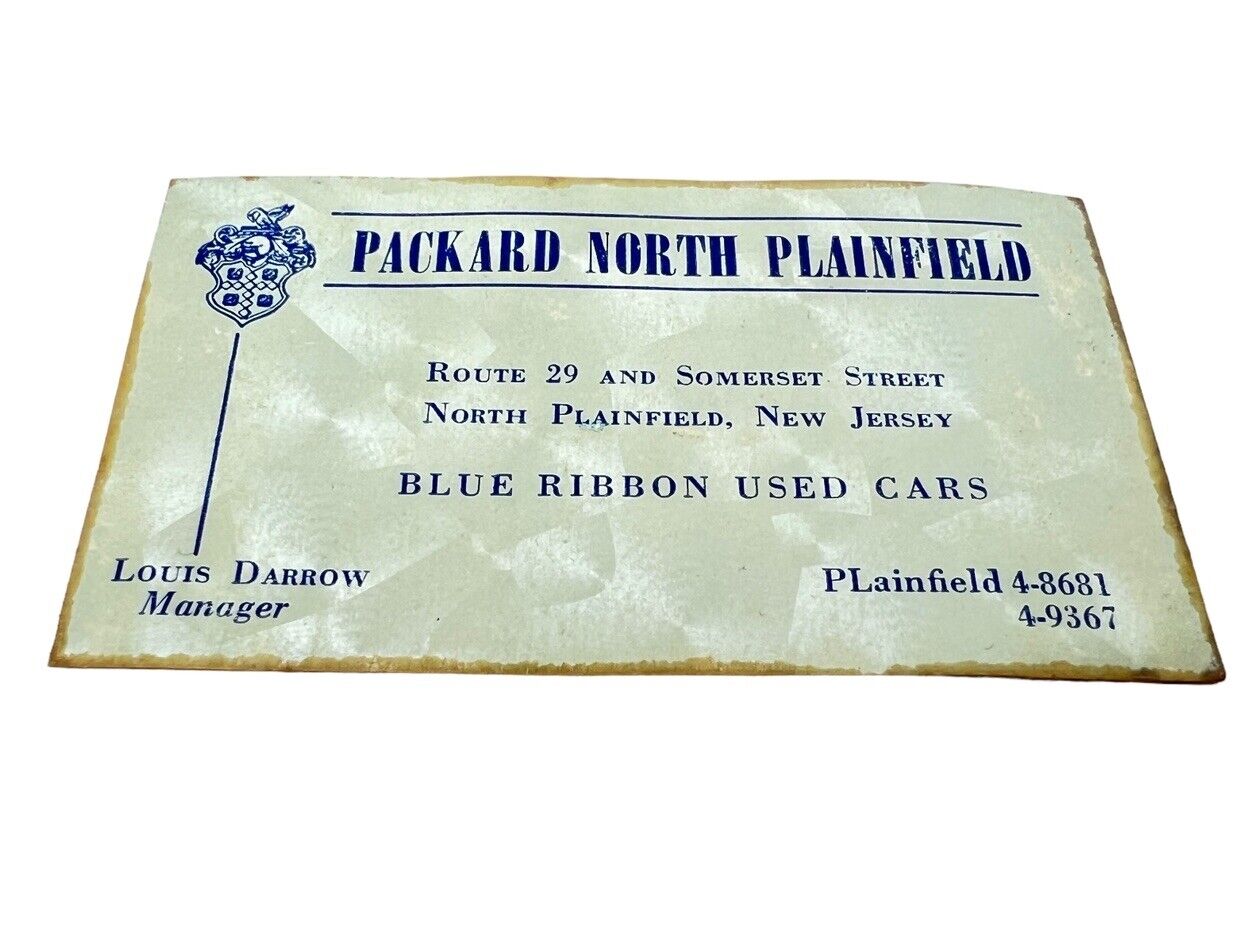 PACKARD NORTH PLAINFIELD
ROUTE 29 AND SOMERSET STREET
NORTH PLAINFIELD, NEW JERSEY
BLUE RIBBON USED CARS
LOUIS DARROW
Manager
PLainfield 4-8681
4-9367